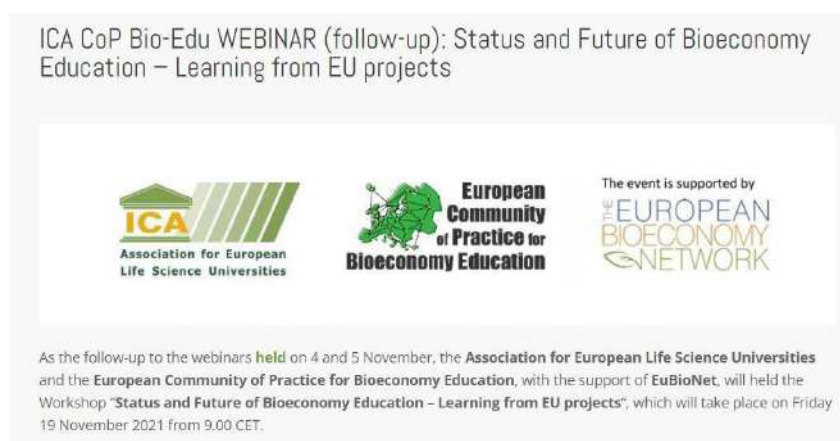 ICA CoP Bio-Edu WEBINAR (follow-up): Status and Future of Bioeconomy
Education – Learning from EU projects
ICA
Association for European
Life Science Universities
European
Community
of Practice for
Bioeconomy Education
The event is supported by
THE EUROPEAN
BIOECONOMY
NETWORK
As the follow-up to the webinars held on 4 and 5 November, the Association for European Life Science Universities
and the European Community of Practice for Bioeconomy Education, with the support of EuBioNet, will held the
Workshop "Status and Future of Bioeconomy Education – Learning from EU projects", which will take place on Friday
19 November 2021 from 9.00 CET.